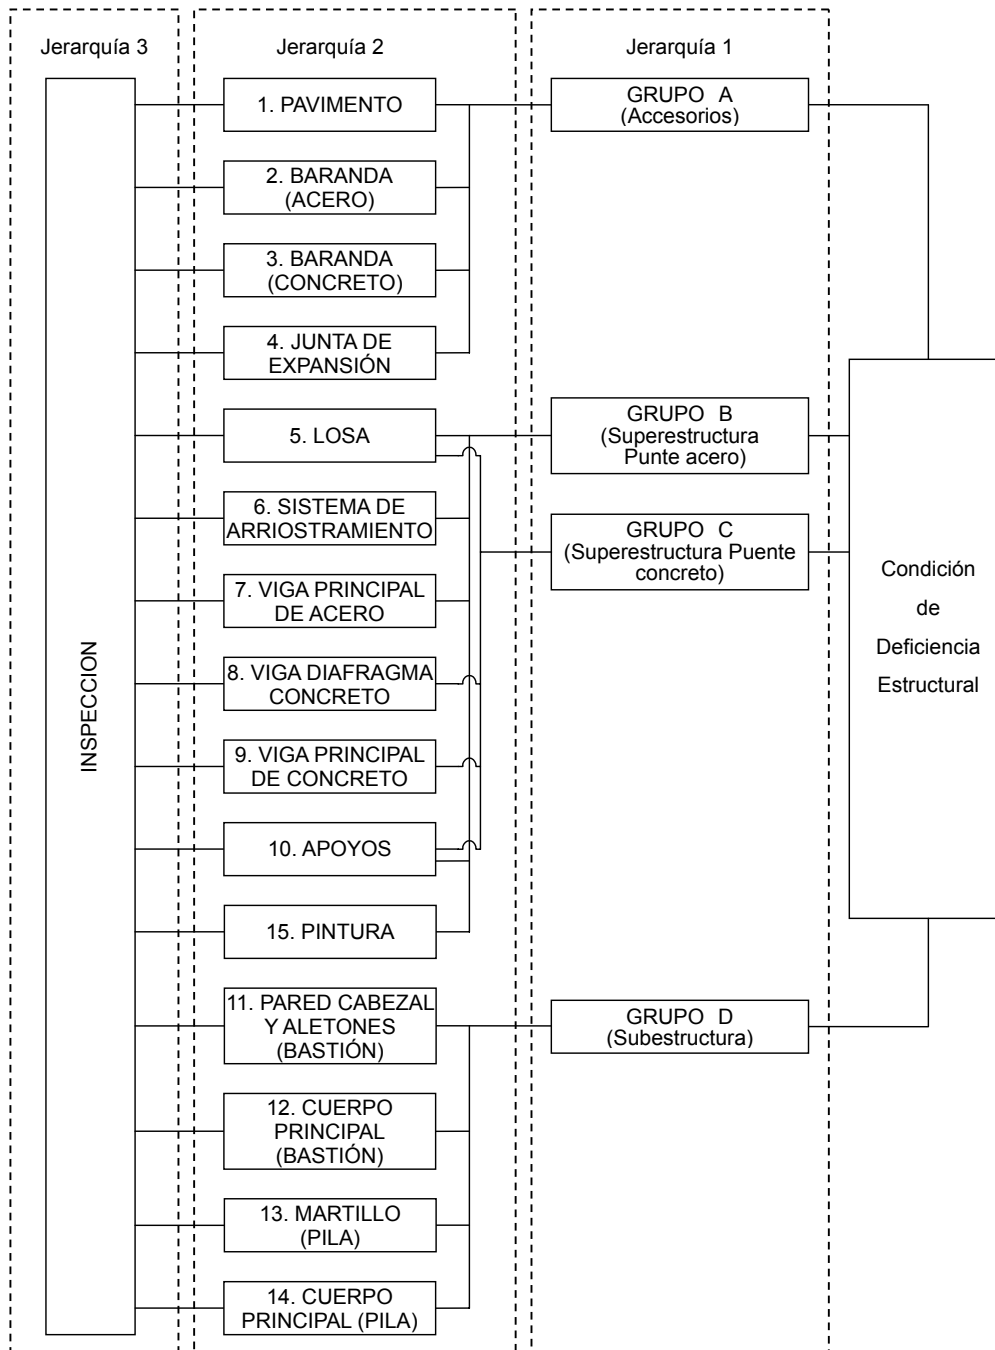 Jerarquía 3
Jerarquía 2
Jerarquía 1
INSPECCION
1. PAVIMENTO
2. BARANDA
(ACERO)
3. BARANDA
(CONCRETO)
4. JUNTA DE
EXPANSIÓN
5. LOSA
6. SISTEMA DE
ARRIOSTRAMIENTO
7. VIGA PRINCIPAL
DE ACERO
8. VIGA DIAFRAGMA
CONCRETO
9. VIGA PRINCIPAL
DE CONCRETO
10. APOYOS
15. PINTURA
11. PARED CABEZAL
Y ALETONES
(BASTIÓN)
12. CUERPO
PRINCIPAL
(BASTIÓN)
13. MARTILLO
(PILA)
14. CUERPO
PRINCIPAL (PILA)
GRUPO A
(Accesorios)
GRUPO B
(Superestructura
Punte acero)
GRUPO C
(Superestructura Puente
concreto)
GRUPO D
(Subestructura)
Condición
de
Deficiencia
Estructural